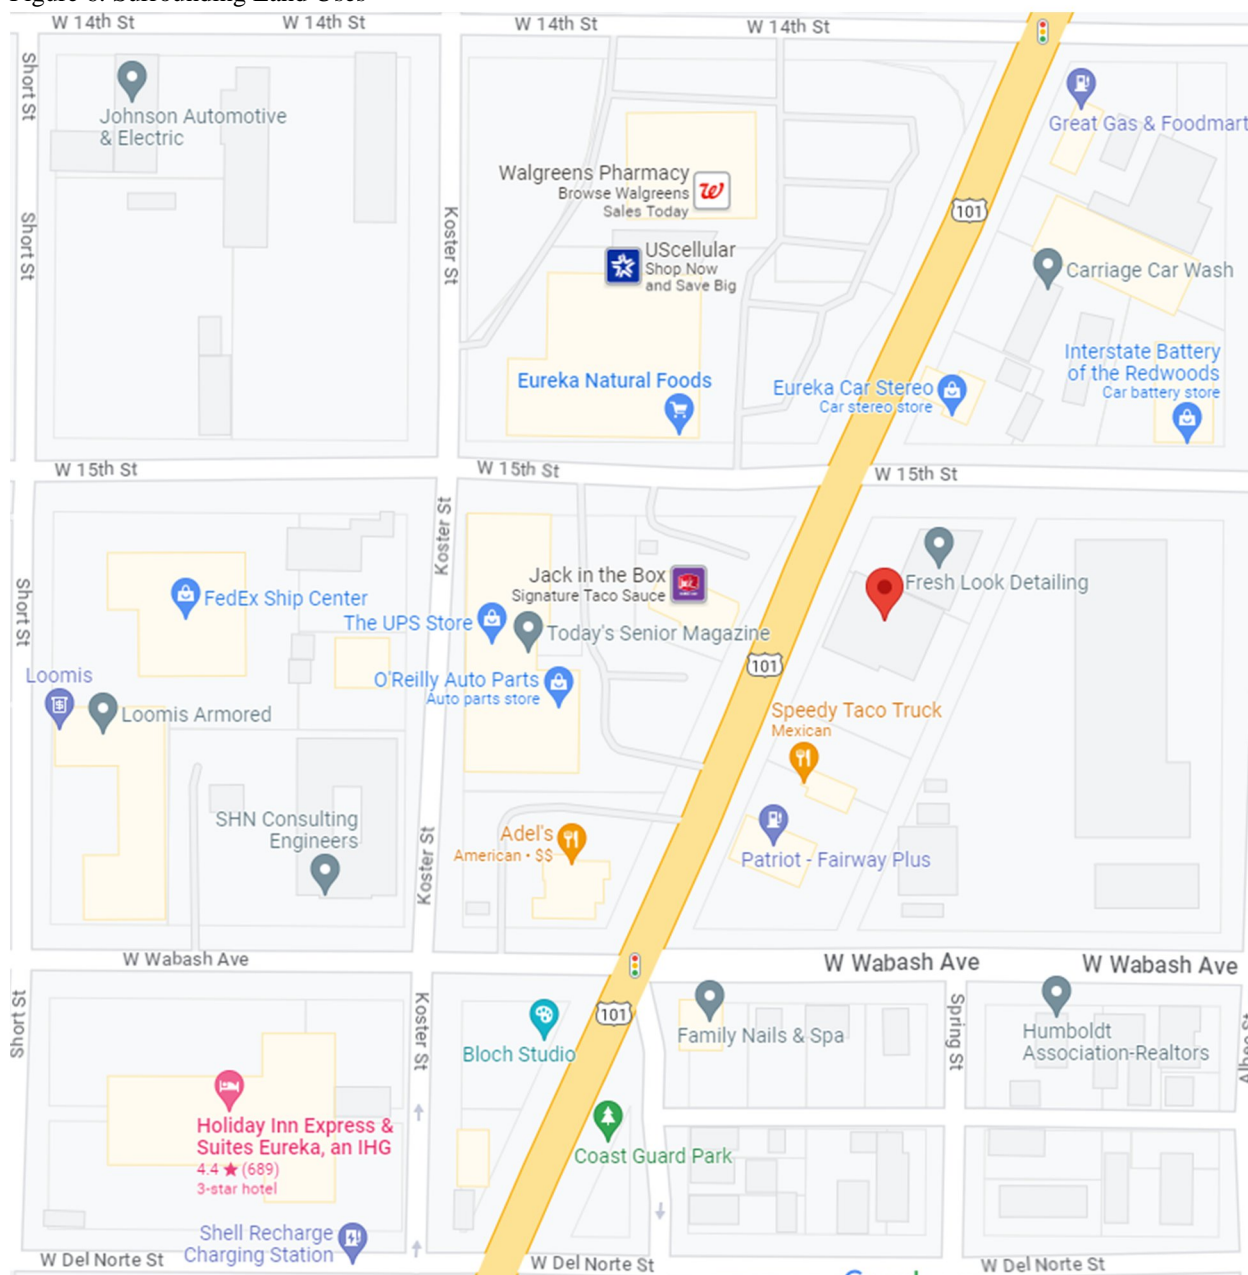 Figure 6. Surrounding Land Uses
W 14th St
W 14th St
W 14th St
W 14th St
Short St
Johnson Automotive
& Electric
Great Gas & Foodmart
Walgreens Pharmacy
Browse Walgreens
Sales Today
101
Short St
Koster St
UScellular
Shop Now
and Save Big
Carriage Car Wash
Interstate Battery
of the Redwoods
Car battery store
Eureka Natural Foods
Eureka Car Stereo
Car stereo store
W 15th St
W 15th St
W 15th St
Koster St
Short St
FedEx Ship Center
Jack in the Box
Signature Taco Sauce
Fresh Look Detailing
The UPS Store
Today's Senior Magazine
101
Loomis
O'Reilly Auto Parts
Auto parts store
Loomis Armored
Speedy Taco Truck
Mexican
SHN Consulting
Engineers
Koster St
Adel's
American • $$
Patriot - Fairway Plus
W Wabash Ave
W Wabash Ave
W Wabash Ave
Short St
Koster St
101
Bloch Studio
Family Nails & Spa
Spring St
Humboldt
Association-Realtors
Albee St
Holiday Inn Express &
Suites Eureka, an IHG
4.4 ★ (689)
3-star hotel
Coast Guard Park
Shell Recharge
Charging Station
W Del Norte St
W Del Norte St
W Del Norte St